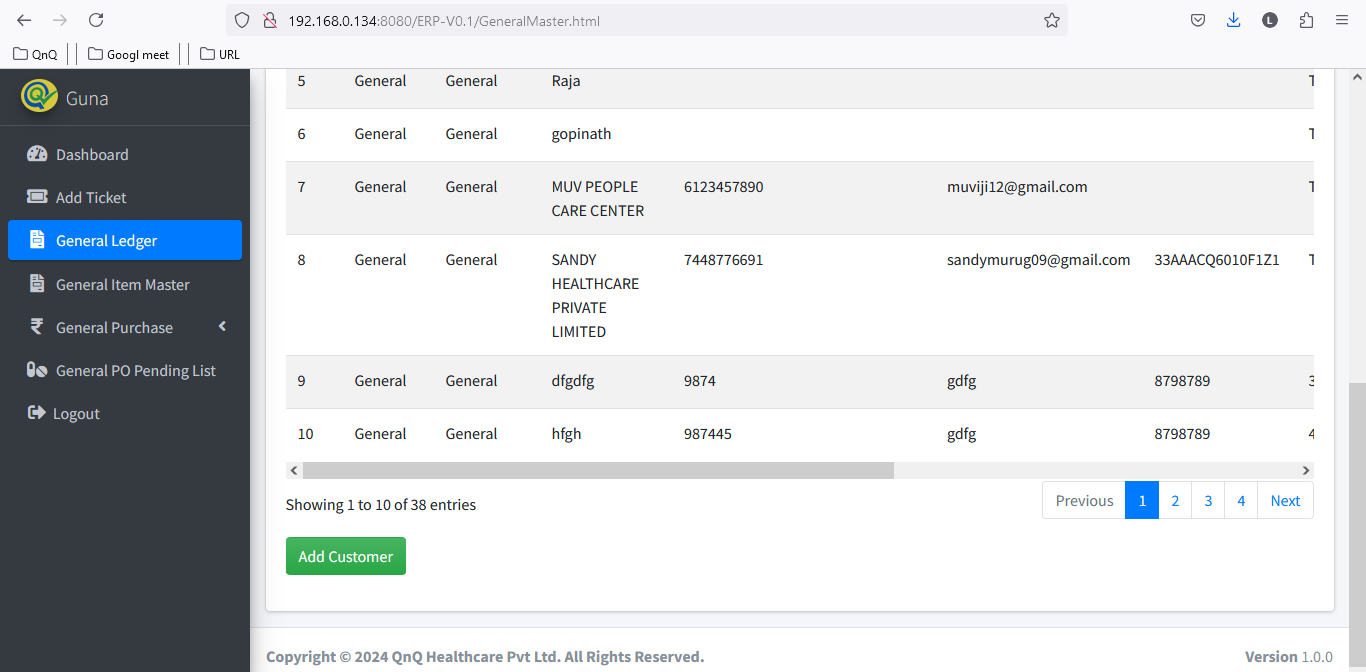 192.168.0.134:8080/ERP-V0.1/GeneralMaster.html
L
QnQ
Googl meet
URL
Guna
Dashboard
Add Ticket
General Ledger
General Item Master
General Purchase
General PO Pending List
Logout
5 General General Raja T
6 General General gopinath T
7 General General MUV PEOPLE 6123457890 muviji12@gmail.com T
CARE CENTER
8 General General SANDY 7448776691 sandymurug09@gmail.com 33AAACQ6010F1Z1 T
HEALTHCARE
PRIVATE
LIMITED
9 General General dfgdfg 9874 gdfg 8798789 3
10 General General hfgh 987445 gdfg 8798789 4
Showing 1 to 10 of 38 entries
Previous 1 2 3 4 Next
Add Customer
Copyright © 2024 QnQ Healthcare Pvt Ltd. All Rights Reserved.
Version 1.0.0